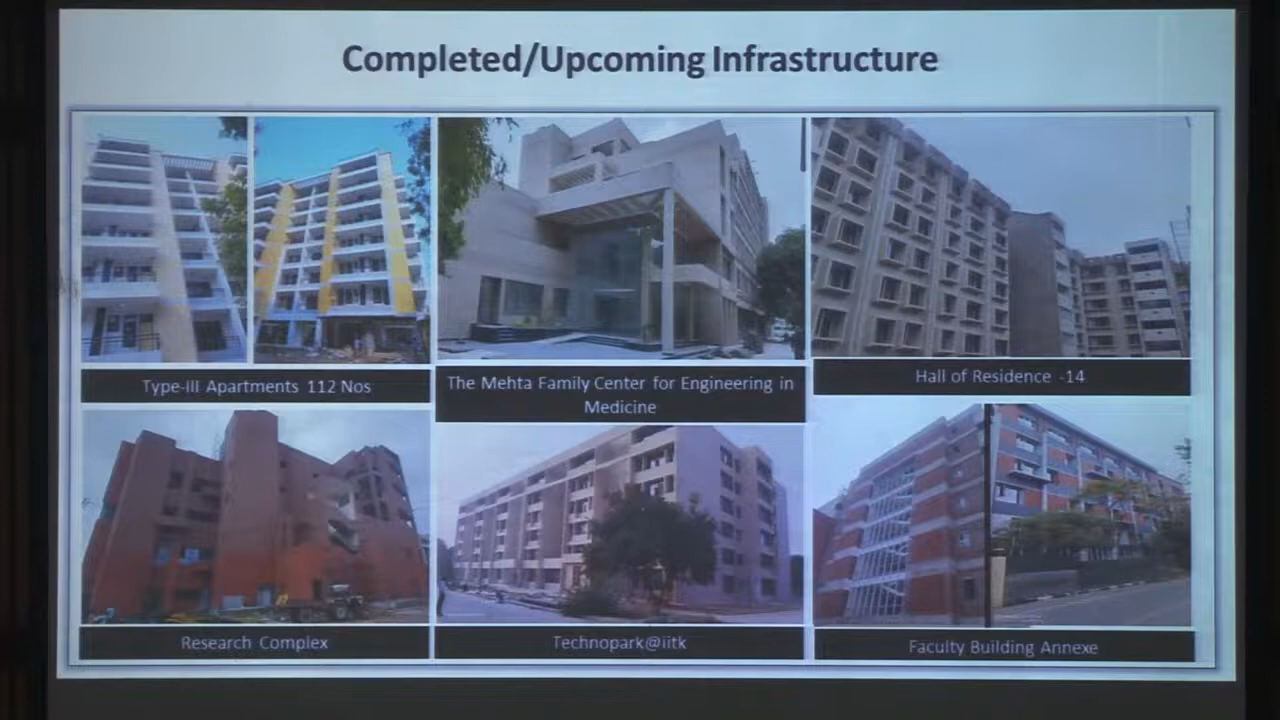 Completed/Upcoming Infrastructure
Type-III Apartments 112 Nos
The Mehta Family Center for Engineering in
Medicine
Hall of Residence -14
Research Complex
Technopark@iitk
Faculty Building Annexe